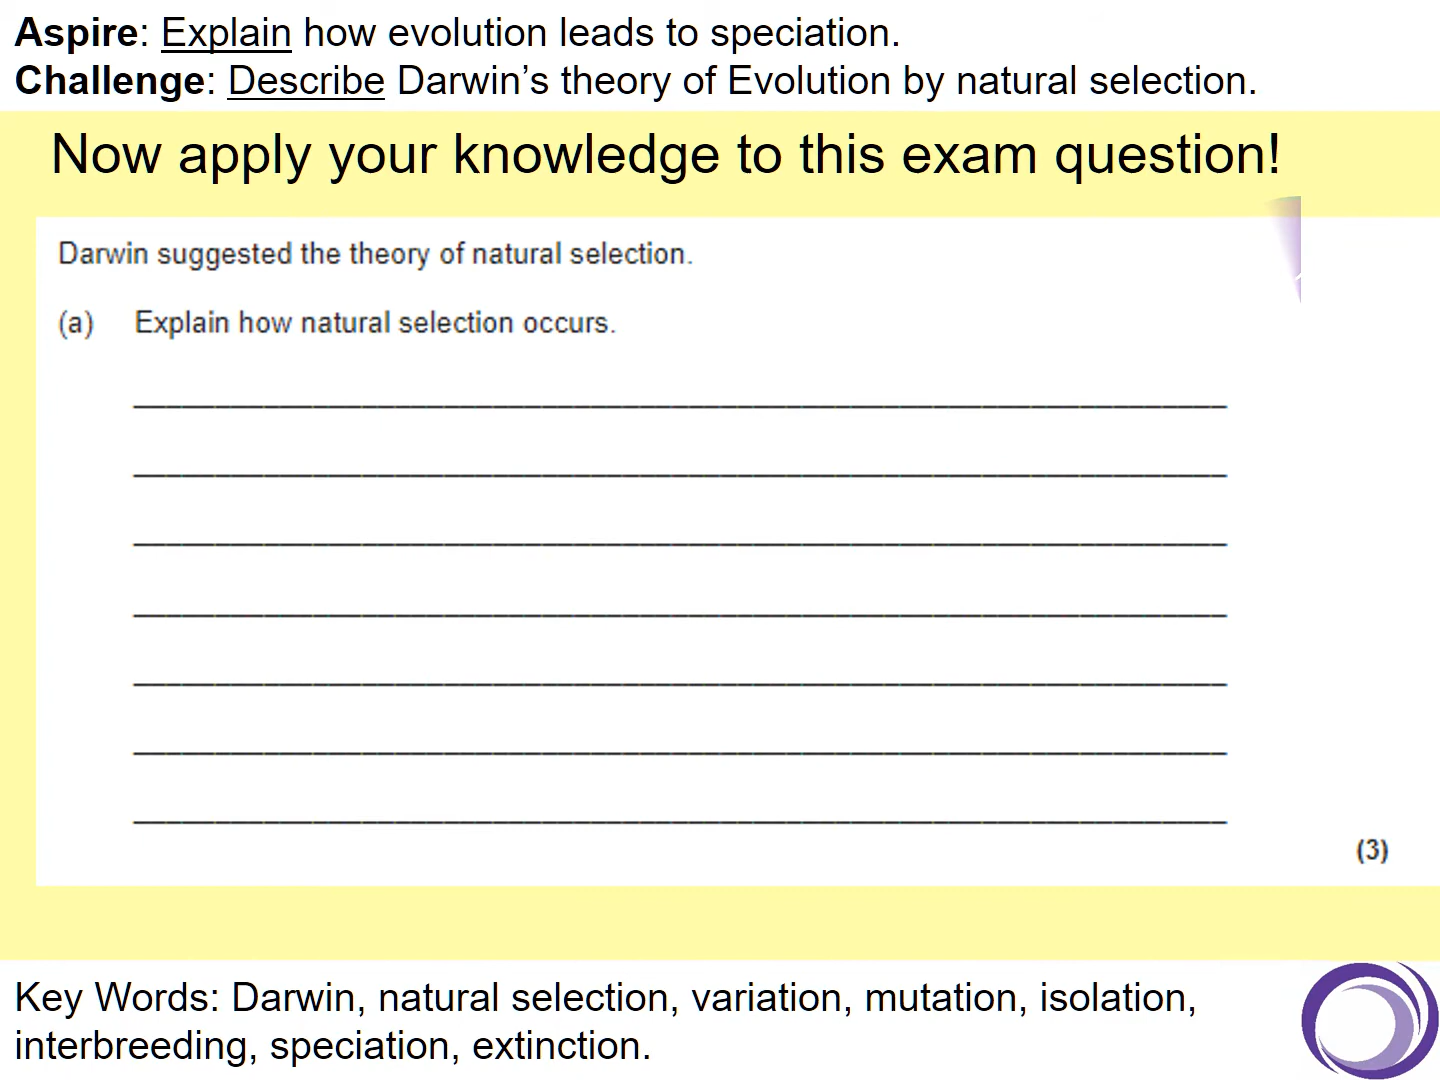 Aspire: Explain how evolution leads to speciation.
Challenge: Describe Darwin’s theory of Evolution by natural selection.
Now apply your knowledge to this exam question!
Darwin suggested the theory of natural selection.
(a) Explain how natural selection occurs.
(3)
Key Words: Darwin, natural selection, variation, mutation, isolation,
interbreeding, speciation, extinction.